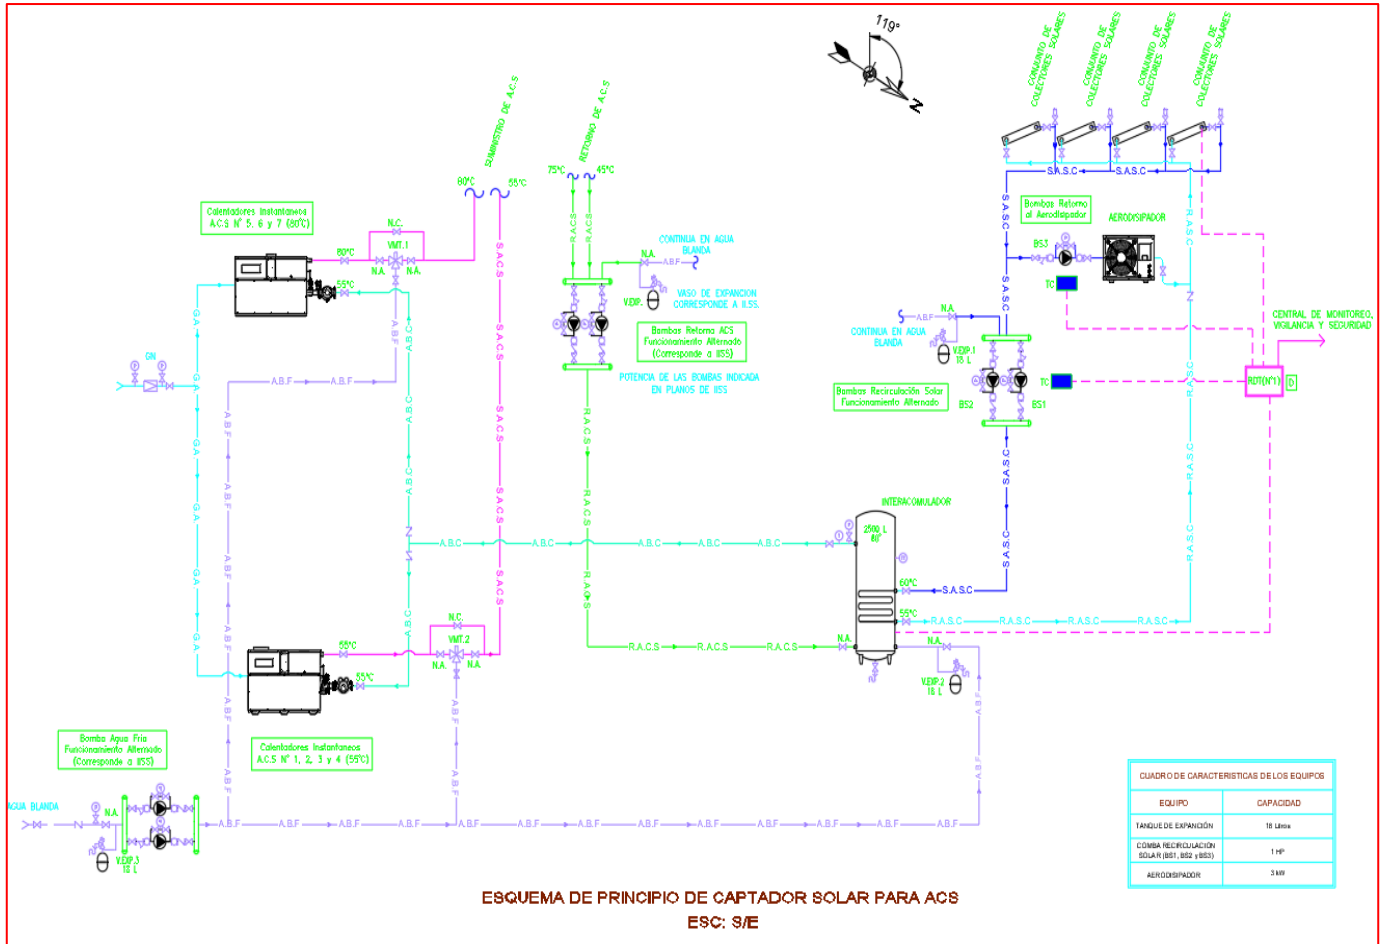 119°
N
CONJUNTO DE
COLECTORES SOLARES
CONJUNTO DE
COLECTORES SOLARES
CONJUNTO DE
COLECTORES SOLARES
CONJUNTO DE
COLECTORES SOLARES
SUMINISTRO DE A.C.S
RETORNO DE A.C.S
80°C
58°C
75°C
45°C
Calentadores Instantaneos
A.C.S N° 5, 6 y 7 (80°C)
N.C.
VMT.1
80°C
N.A.
N.A.
55°C
S.A.S.C
S.A.S.C
Bombas Retorno
al Aerodisipador
AERODISIPADOR
BS3
TC
CONTINUA EN AGUA
BLANDA
N.A.
A.B.F
V.EXP.
VASO DE EXPANCION
CORRESPONDE A II.SS.
Bombas Retorno ACS
Funcionamiento Alternado
(Corresponde a IISS)
POTENCIA DE LAS BOMBAS INDICADA
EN PLANOS DE IISS
N.A.
A.B.F
CONTINUA EN AGUA
BLANDA
V.EXP.1
18 L
Bombas Recirculación Solar
Funcionamiento Alternado
BS2
BS1
TC
CENTRAL DE MONITOREO,
VIGILANCIA Y SEGURIDAD
RDT(N°1)
D
GN
A.B.F
A.B.F
G.A.
G.A.
G.A.
G.A.
G.A.
A.B.C
A.B.C
A.B.C
A.B.F
A.B.F
A.B.F
S.A.C.S
S.A.C.S
S.A.C.S
R.A.C.S
R.A.C.S
R.A.C.S
R.A.C.S
S.A.S.C
S.A.S.C
S.A.S.C
R.A.S.C
R.A.S.C
INTERACOMULADOR
2500 L
60°
A.B.C
A.B.C
A.B.C
A.B.C
A.B.C
60°C
S.A.S.C
55°C
R.A.S.C
R.A.S.C
R.A.S.C
R.A.S.C
N.C.
VMT.2
55°C
N.A.
N.A.
55°C
R.A.C.S
R.A.C.S
R.A.C.S
N.A.
N.A.
V.EXP.2
18 L
Bomba Agua Fria
Funcionamiento Alternado
(Corresponde a IISS)
Calentadores Instantaneos
A.C.S N° 1, 2, 3 y 4 (55°C)
AGUA BLANDA
N.A.
V.EXP.3
18 L
A.B.F
A.B.F
A.B.F
A.B.F
A.B.F
A.B.F
A.B.F
A.B.F
A.B.F
CUADRO DE CARACTERISTICAS DE LOS EQUIPOS
EQUIPO CAPACIDAD
TANQUE DE EXPANCIÓN 18 Litros
COMBA RECIRCULACIÓN
SOLAR (BS1, BS2 y BS3) 1 HP
AERODISIPADOR 3 kW
ESQUEMA DE PRINCIPIO DE CAPTADOR SOLAR PARA ACS
ESC: S/E